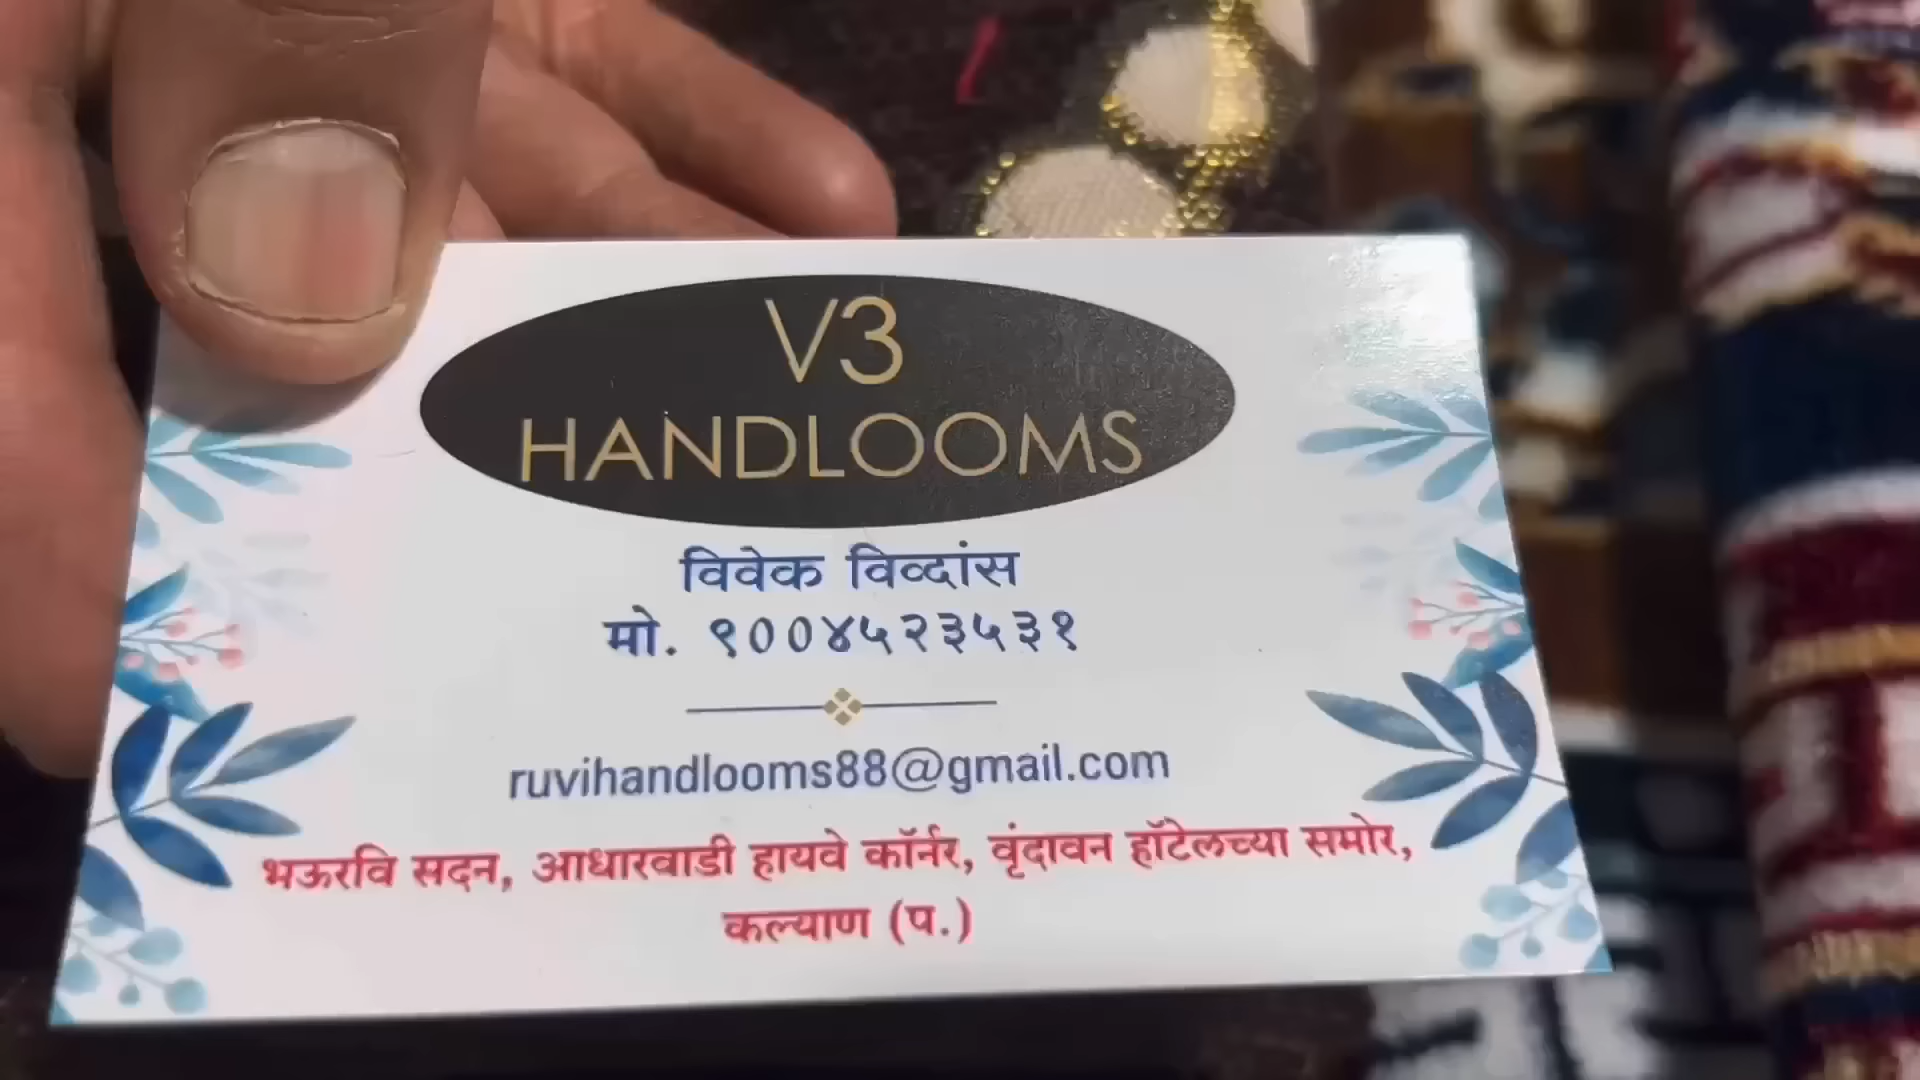 V3
HANDLOOMS
विवेक विव्दांस
मो. ९००४५२३५३१
ruvihandlooms88@gmail.com
भऊरवि सदन, आधारवाडी हायवे कॉर्नर, वृंदावन हॉटेलच्या समोर,
कल्याण (प.)